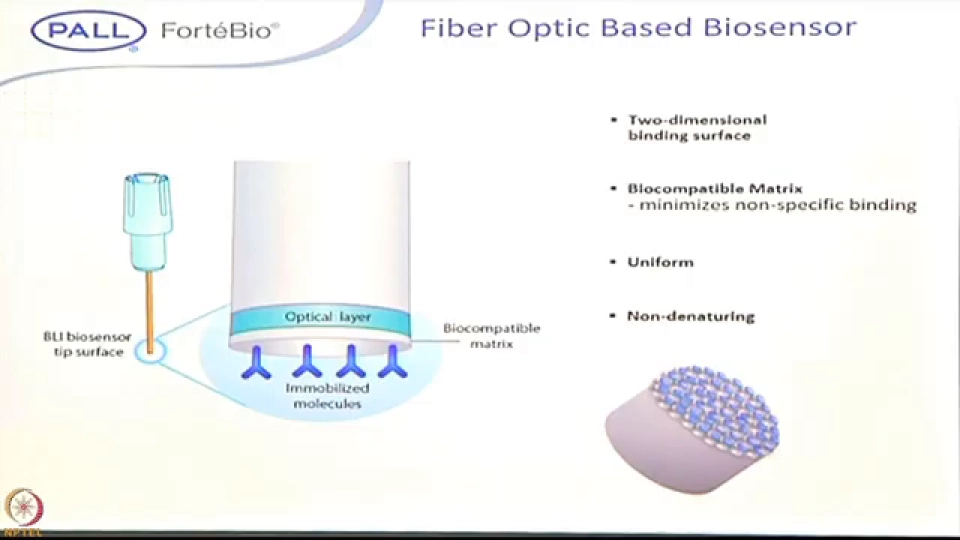 PALL FortéBio®
Fiber Optic Based Biosensor
▪ Two-dimensional
binding surface
▪ Biocompatible Matrix
- minimizes non-specific binding
▪ Uniform
▪ Non-denaturing
BLI biosensor
tip surface
Optical layer
Biocompatible
matrix
Immobilized
molecules
NPTEL